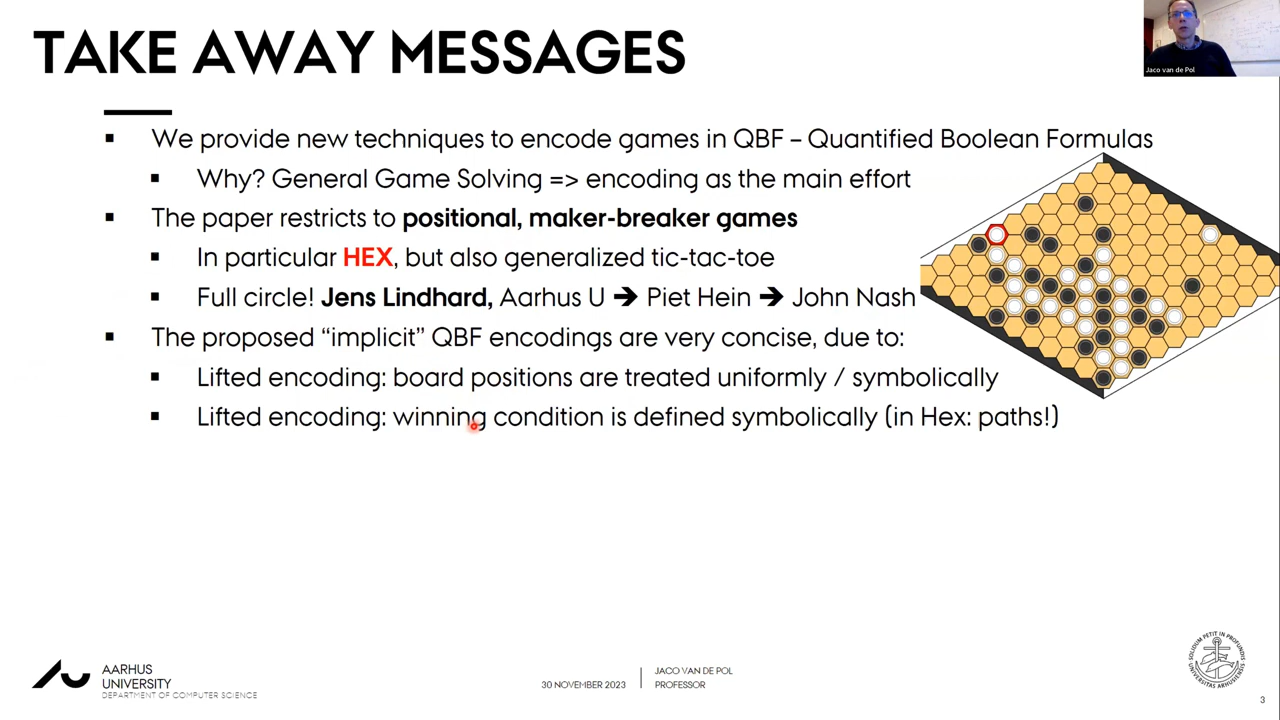 TAKE AWAY MESSAGES
Jaco van de Pol
▪ We provide new techniques to encode games in QBF – Quantified Boolean Formulas
▪ Why? General Game Solving => encoding as the main effort
▪ The paper restricts to positional, maker-breaker games
▪ In particular HEX, but also generalized tic-tac-toe
▪ Full circle! Jens Lindhard, Aarhus U ➔ Piet Hein ➔ John Nash
▪ The proposed “implicit” QBF encodings are very concise, due to:
▪ Lifted encoding: board positions are treated uniformly / symbolically
▪ Lifted encoding: winning condition is defined symbolically (in Hex: paths!)
AARHUS
UNIVERSITY
DEPARTMENT OF COMPUTER SCIENCE
30 NOVEMBER 2023
JACO VAN DE POL
PROFESSOR
3